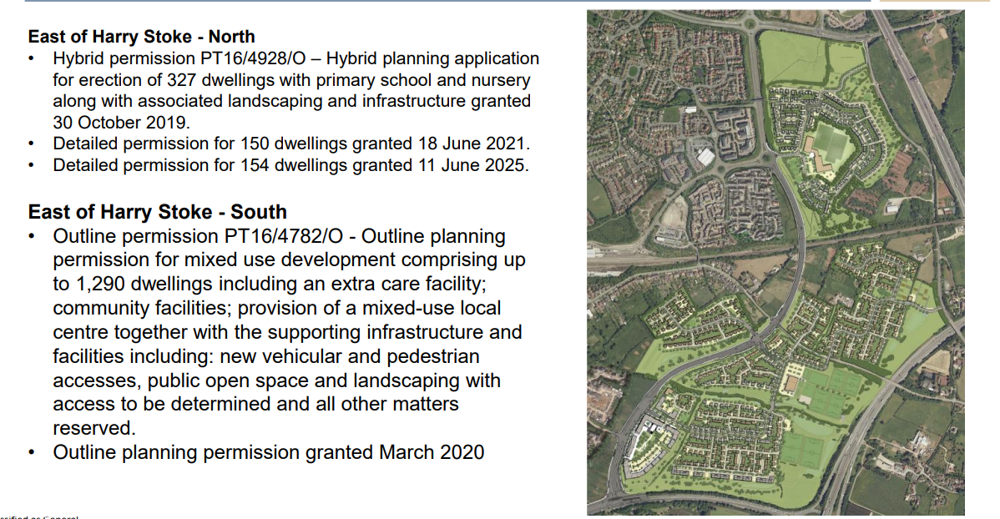 East of Harry Stoke - North
• Hybrid permission PT16/4928/O – Hybrid planning application
for erection of 327 dwellings with primary school and nursery
along with associated landscaping and infrastructure granted
30 October 2019.
• Detailed permission for 150 dwellings granted 18 June 2021.
• Detailed permission for 154 dwellings granted 11 June 2025.
East of Harry Stoke - South
• Outline permission PT16/4782/O - Outline planning
permission for mixed use development comprising up
to 1,290 dwellings including an extra care facility;
community facilities; provision of a mixed-use local
centre together with the supporting infrastructure and
facilities including: new vehicular and pedestrian
accesses, public open space and landscaping with
access to be determined and all other matters
reserved.
• Outline planning permission granted March 2020